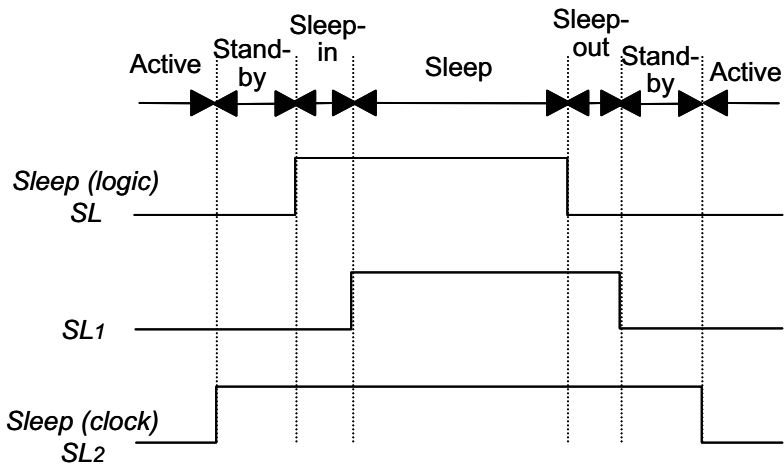 Active
Stand-
by
Sleep-
in
Sleep
Sleep-
out
Stand-
by
Active
Sleep (logic)
SL
SL1
Sleep (clock)
SL2